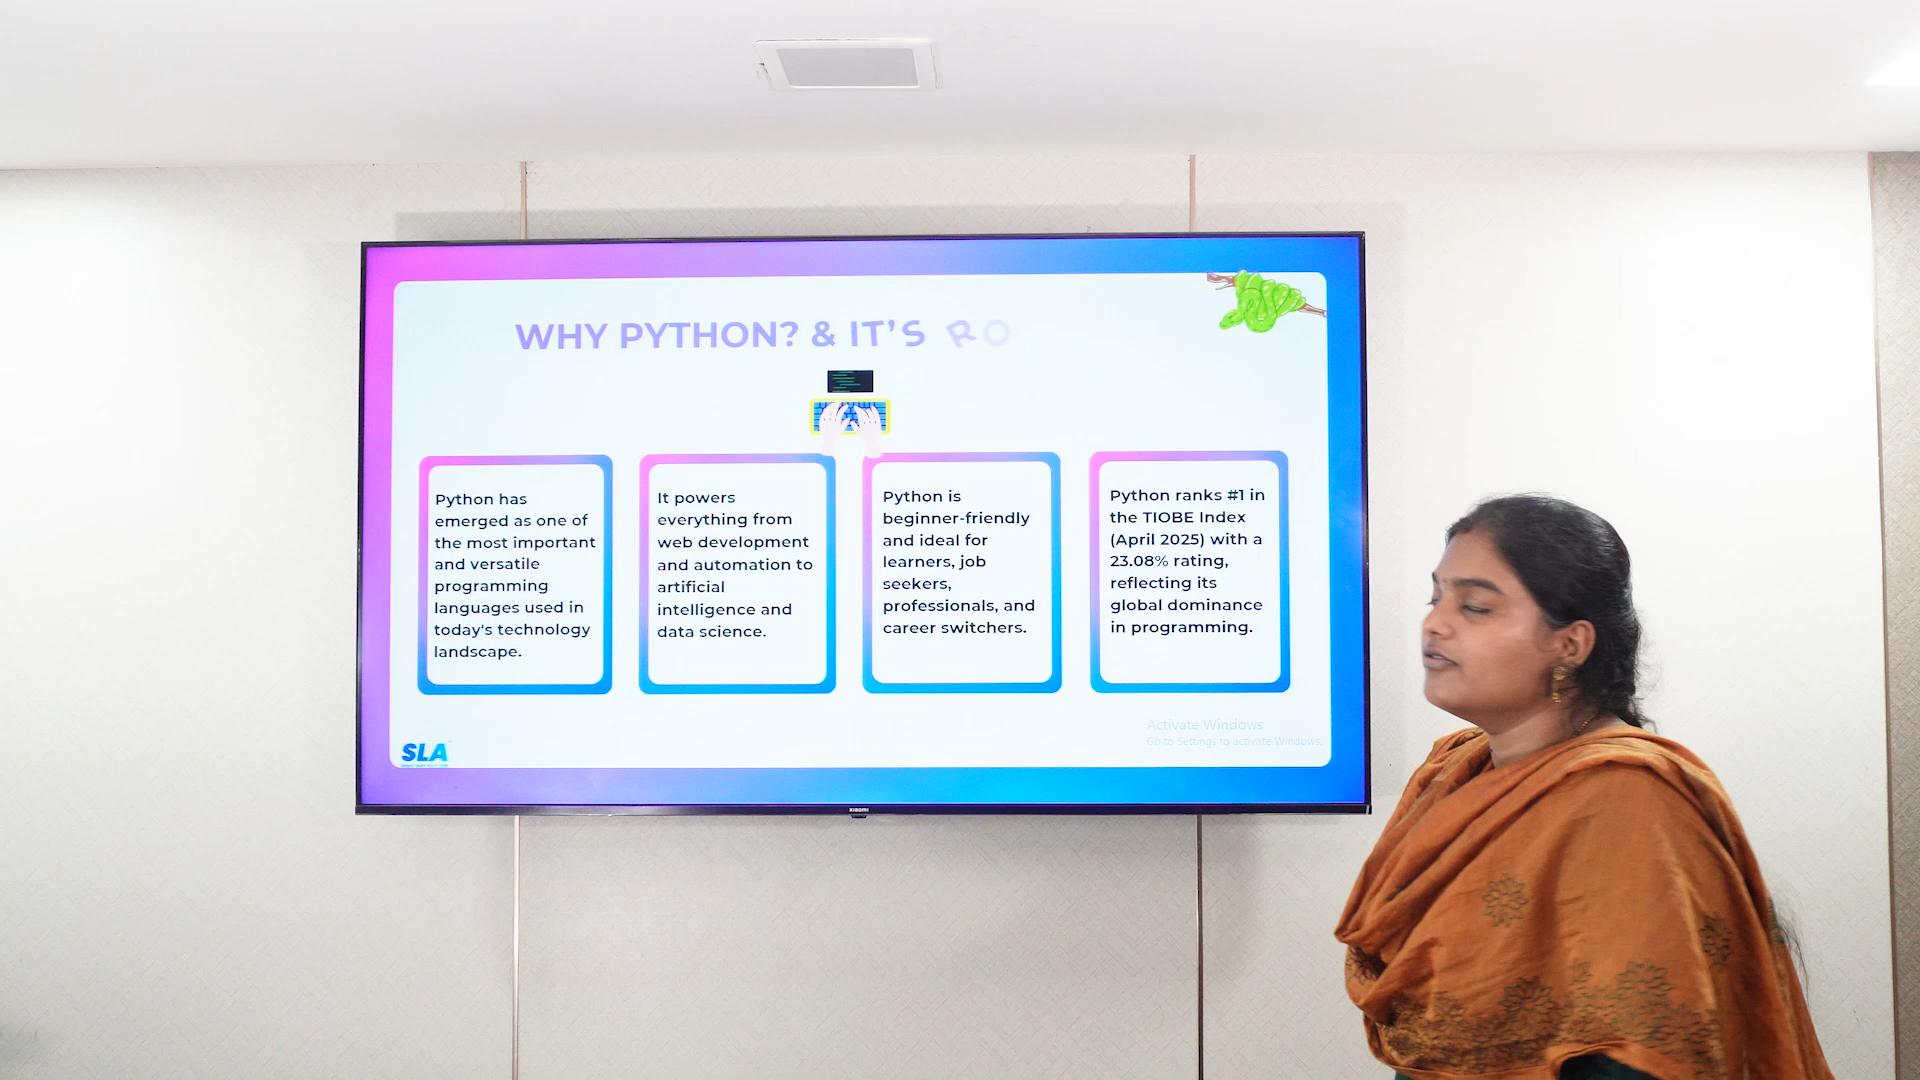 WHY PYTHON? & IT'S RO
Python has
emerged as one of
the most important
and versatile
programming
languages used in
today's technology
landscape.
It powers
everything from
web development
and automation to
artificial
intelligence and
data science.
Python is
beginner-friendly
and ideal for
learners, job
seekers,
professionals, and
career switchers.
Python ranks #1 in
the TIOBE Index
(April 2025) with a
23.08% rating,
reflecting its
global dominance
in programming.
Activate Windows
Go to Settings to activate Windows.
SLA
xiaomi